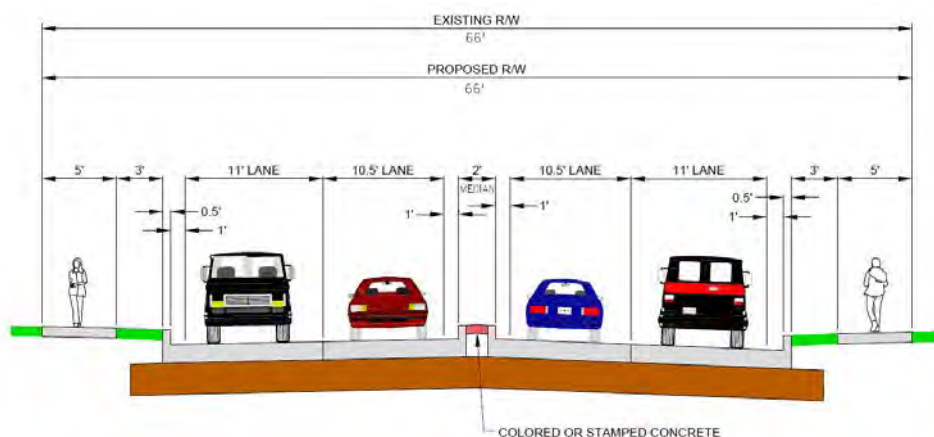 EXISTING R/W
66'
PROPOSED R/W
66'
5' 3' 11' LANE 10.5' LANE 2' 10.5' LANE 11' LANE 3' 5'
MEDIAN
0.5' 0.5'
1' 1' 1' 1'
COLORED OR STAMPED CONCRETE